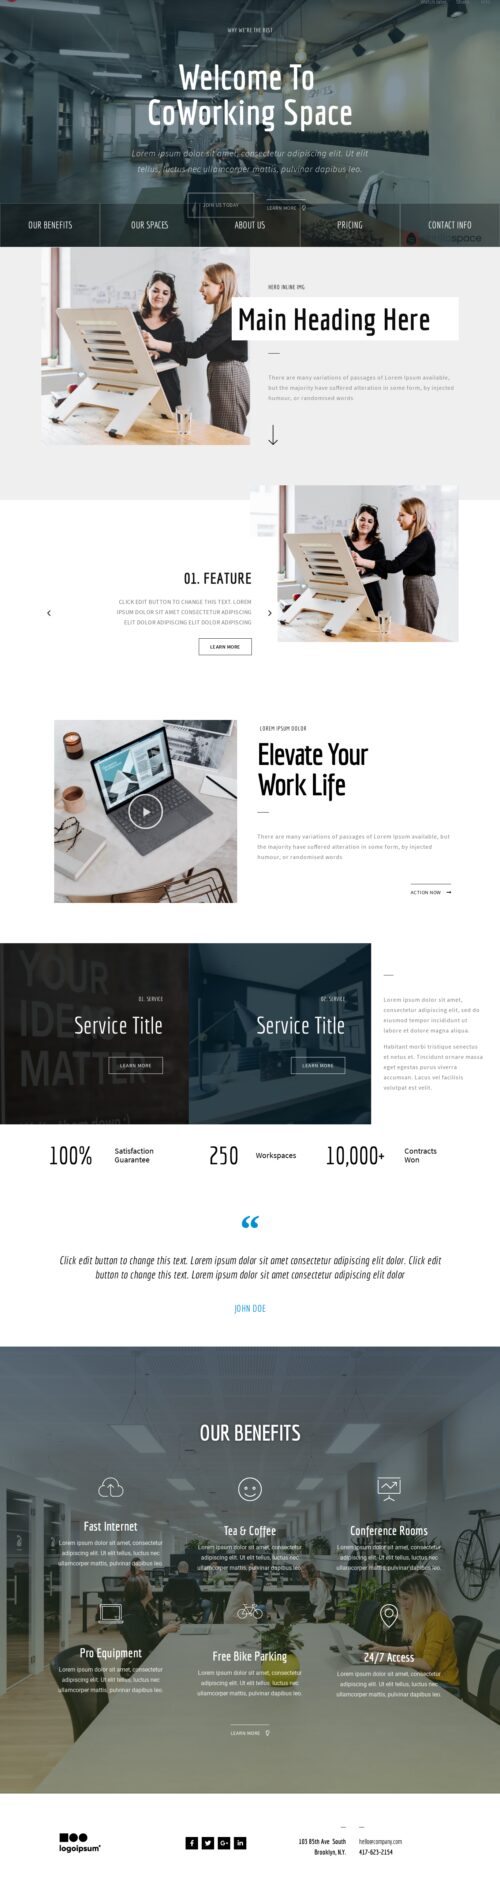 WHY WE'RE THE BEST
Welcome To
CoWorking Space
Lorem ipsum dolor sit amet, consectetur adipiscing elit. Ut elit
tellus, luctus nec ullamcorper mattis, pulvinar dapibus leo.
JOIN US TODAY
LEARN MORE
OUR BENEFITS
OUR SPACES
ABOUT US
PRICING
CONTACT INFO
space
HERO INLINE IMG
Main Heading Here
There are many variations of passages of Lorem Ipsum available,
but the majority have suffered alteration in some form, by injected
humour, or randomised words
01. FEATURE
CLICK EDIT BUTTON TO CHANGE THIS TEXT. LOREM
IPSUM DOLOR SIT AMET CONSECTETUR ADIPISCING
ELIT DOLOR ADIPISCING ELIT DOLOR ADIPISCING
LEARN MORE
LOREM IPSUM DOLOR
Elevate Your
Work Life
There are many variations of passages of Lorem Ipsum available, but
the majority have suffered alteration in some form, by injected
humour, or randomised words
ACTION NOW
YOUR
IDEAS
MATTER
01. SERVICE
Service Title
LEARN MORE
02. SERVICE
Service Title
LEARN MORE
Lorem ipsum dolor sit amet,
consectetur adipiscing elit, sed do
eiusmod tempor incididunt ut
labore et dolore magna aliqua.
Habitant morbi tristique senectus
et netus et. Tincidunt ornare massa
eget egestas purus viverra
accumsan. Lacus vel facilisis
volutpat est velit.
100%
Satisfaction
Guarantee
250
Workspaces
10,000+
Contracts
Won
“
Click edit button to change this text. Lorem ipsum dolor sit amet consectetur adipiscing elit dolor. Click edit
button to change this text. Lorem ipsum dolor sit amet consectetur adipiscing elit dolor
JOHN DOE
OUR BENEFITS
Fast Internet
Lorem ipsum dolor sit amet, consectetur
adipiscing elit. Ut elit tellus, luctus nec
ullamcorper mattis, pulvinar dapibus leo.
Tea & Coffee
Lorem ipsum dolor sit amet, consectetur
adipiscing elit. Ut elit tellus, luctus nec
ullamcorper mattis, pulvinar dapibus leo.
Conference Rooms
Lorem ipsum dolor sit amet, consectetur
adipiscing elit. Ut elit tellus, luctus nec
ullamcorper mattis, pulvinar dapibus leo.
Pro Equipment
Lorem ipsum dolor sit amet, consectetur
adipiscing elit. Ut elit tellus, luctus nec
ullamcorper mattis, pulvinar dapibus leo.
Free Bike Parking
Lorem ipsum dolor sit amet, consectetur
adipiscing elit. Ut elit tellus, luctus nec
ullamcorper mattis, pulvinar dapibus leo.
24/7 Access
Lorem ipsum dolor sit amet, consectetur
adipiscing elit. Ut elit tellus, luctus nec
ullamcorper mattis, pulvinar dapibus leo.
LEARN MORE
logoipsum
103 85th Ave South
Brooklyn, N.Y.
hello@company.com
417-623-2154